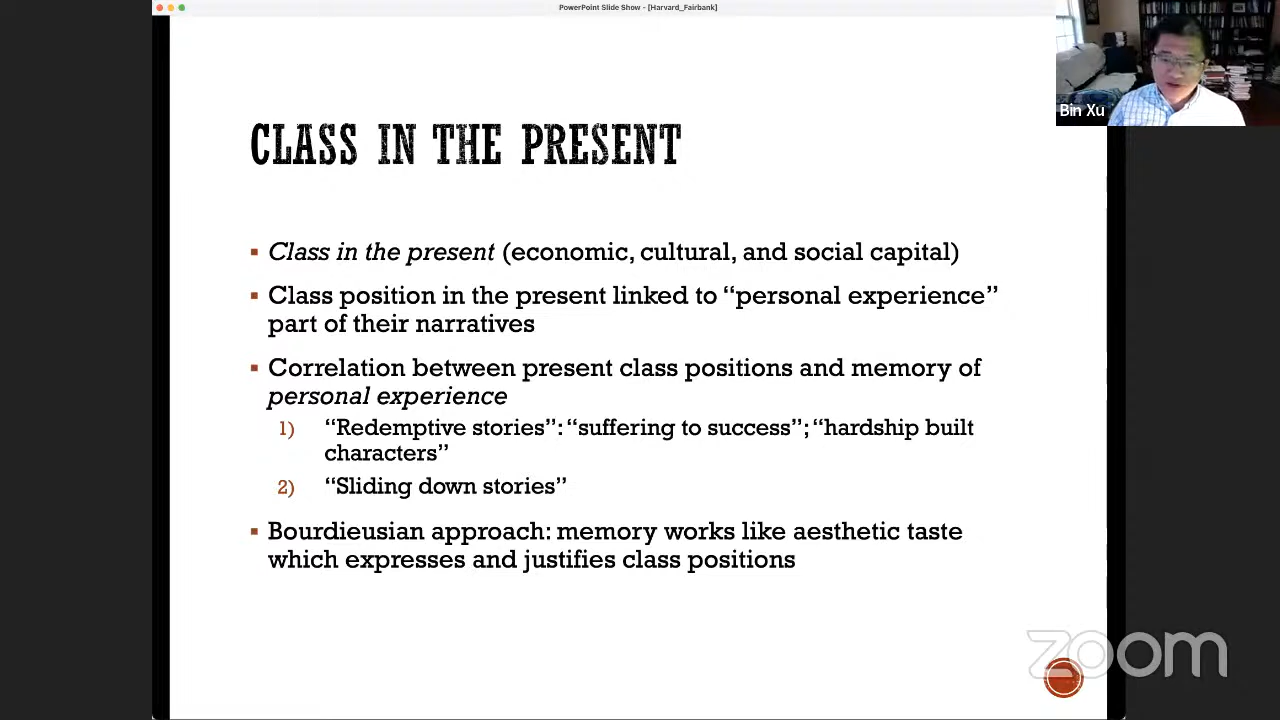 PowerPoint Slide Show - [Harvard_Fairbank]
Bin Xu
CLASS IN THE PRESENT
▪ Class in the present (economic, cultural, and social capital)
▪ Class position in the present linked to “personal experience”
part of their narratives
▪ Correlation between present class positions and memory of
personal experience
1) “Redemptive stories”: “suffering to success”; “hardship built
characters”
2) “Sliding down stories”
▪ Bourdieusian approach: memory works like aesthetic taste
which expresses and justifies class positions
zoom